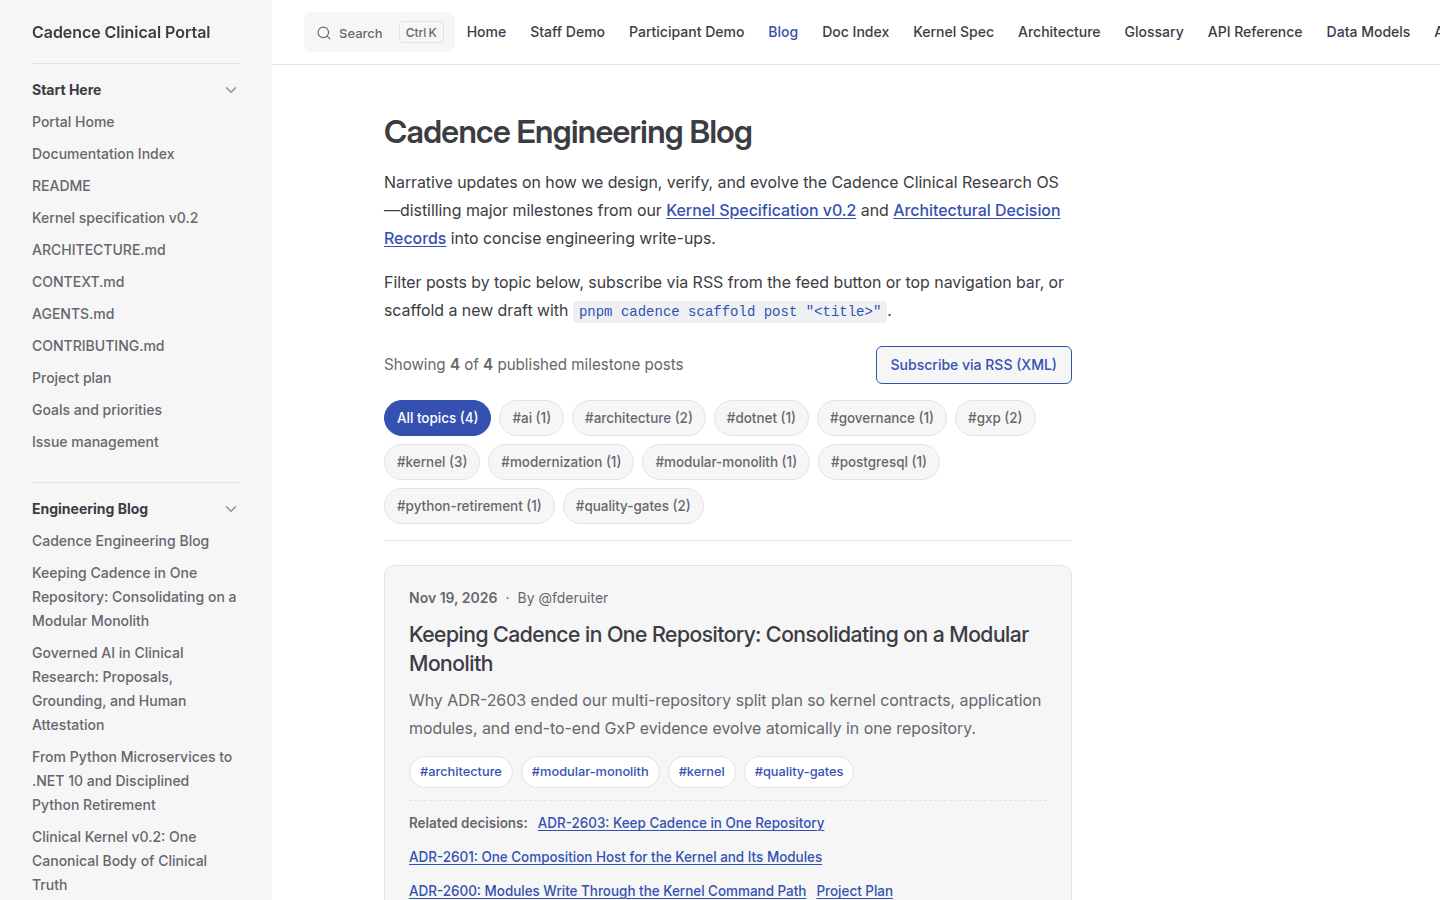 Cadence Clinical Portal
Search Ctrl K Home Staff Demo Participant Demo Blog Doc Index Kernel Spec Architecture Glossary API Reference Data Models
Start Here
Portal Home
Documentation Index
README
Kernel specification v0.2
ARCHITECTURE.md
CONTEXT.md
AGENTS.md
CONTRIBUTING.md
Project plan
Goals and priorities
Issue management
Engineering Blog
Cadence Engineering Blog
Keeping Cadence in One
Repository: Consolidating on a
Modular Monolith
Governed AI in Clinical
Research: Proposals,
Grounding, and Human
Attestation
From Python Microservices to
.NET 10 and Disciplined
Python Retirement
Clinical Kernel v0.2: One
Canonical Body of Clinical
Truth
Cadence Engineering Blog
Narrative updates on how we design, verify, and evolve the Cadence Clinical Research OS
—distilling major milestones from our Kernel Specification v0.2 and Architectural Decision
Records into concise engineering write-ups.
Filter posts by topic below, subscribe via RSS from the feed button or top navigation bar, or
scaffold a new draft with pnpm cadence scaffold post "<title>".
Showing 4 of 4 published milestone posts
Subscribe via RSS (XML)
All topics (4) #ai (1) #architecture (2) #dotnet (1) #governance (1) #gxp (2)
#kernel (3) #modernization (1) #modular-monolith (1) #postgresql (1)
#python-retirement (1) #quality-gates (2)
Nov 19, 2026 · By @fderuiter
Keeping Cadence in One Repository: Consolidating on a Modular
Monolith
Why ADR-2603 ended our multi-repository split plan so kernel contracts, application
modules, and end-to-end GxP evidence evolve atomically in one repository.
#architecture #modular-monolith #kernel #quality-gates
Related decisions: ADR-2603: Keep Cadence in One Repository
ADR-2601: One Composition Host for the Kernel and Its Modules
ADR-2600: Modules Write Through the Kernel Command Path Project Plan